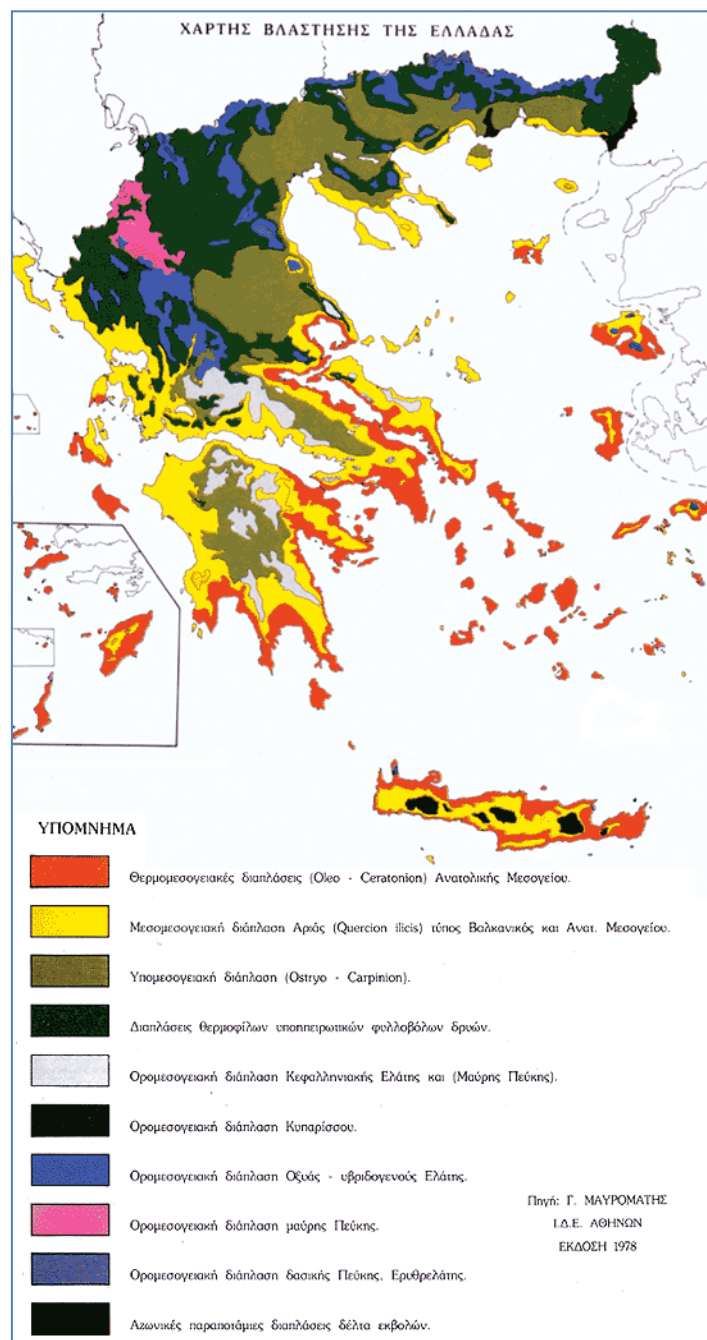 ΧΑΡΤΗΣ ΒΛΑΣΤΗΣΗΣ ΤΗΣ ΕΛΛΑΔΑΣ
ΥΠΟΜΝΗΜΑ
Θερμομεσογειακές διαπλάσεις (Oleo - Ceratonion) Ανατολικής Μεσογείου.
Μεσομεσογειακή διάπλαση Αριάς (Quercion ilicis) τύπος Βαλκανικός και Ανατ. Μεσογείου.
Υπομεσογειακή διάπλαση (Ostryo - Carpinion).
Διαπλάσεις θερμοφίλων υποηπειρωτικών φυλλοβόλων δρυών.
Ορομεσογειακή διάπλαση Κεφαλληνιακής Ελάτης και (Μαύρης Πεύκης).
Ορομεσογειακή διάπλαση Κυπαρίσσου.
Ορομεσογειακή διάπλαση Οξυάς - υβριδογενούς Ελάτης.
Ορομεσογειακή διάπλαση μαύρης Πεύκης.
Ορομεσογειακή διάπλαση δασικής Πεύκης, Ερυθρελάτης.
Αζωνικές παραποτάμιες διαπλάσεις δέλτα εκβολών.
Πηγή: Γ. ΜΑΥΡΟΜΑΤΗΣ
Ι.Δ.Ε. ΑΘΗΝΩΝ
ΕΚΔΟΣΗ 1978